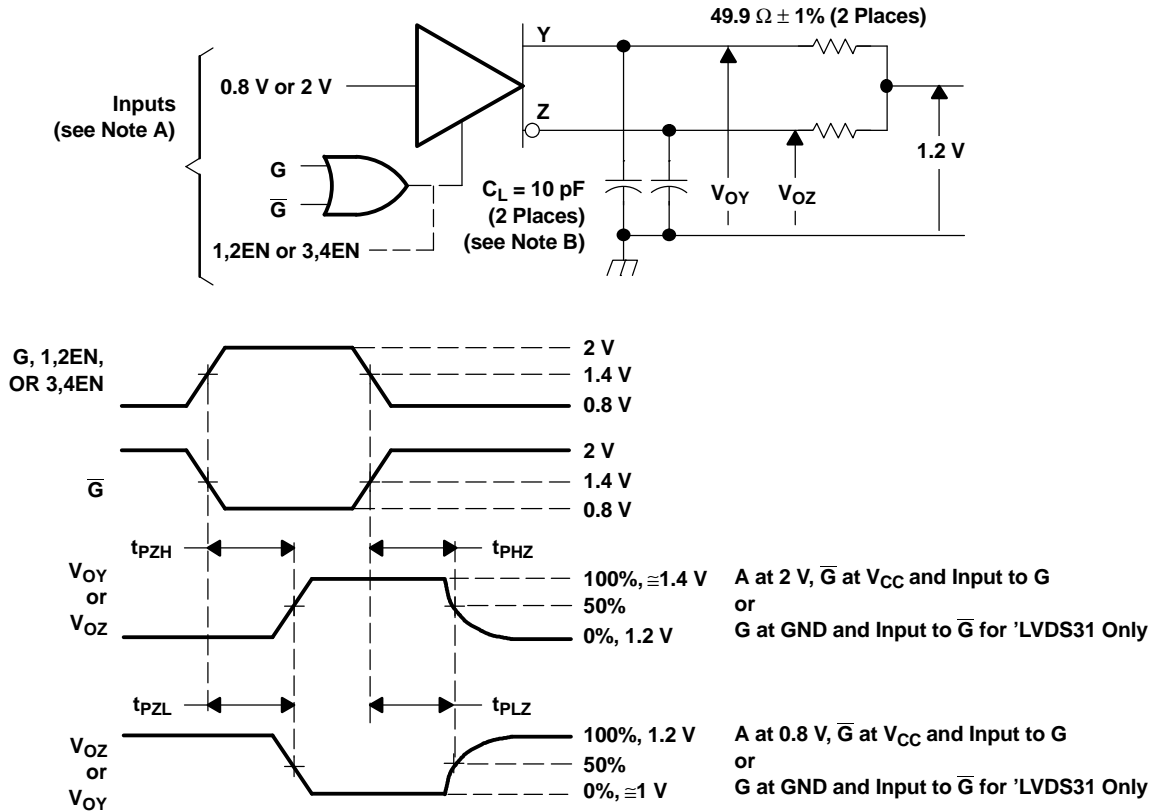 49.9 Ω ± 1% (2 Places)
Y
0.8 V or 2 V
Inputs
(see Note A)
Z
1.2 V
G
G̅
C_L = 10 pF
(2 Places)
(see Note B)
V_OY
V_OZ
1,2EN or 3,4EN
G, 1,2EN,
OR 3,4EN
2 V
1.4 V
0.8 V
G̅
2 V
1.4 V
0.8 V
t_PZH
t_PHZ
V_OY
or
V_OZ
100%, ≅1.4 V
50%
0%, 1.2 V
A at 2 V, G̅ at V_CC and Input to G
or
G at GND and Input to G̅ for ’LVDS31 Only
t_PZL
t_PLZ
V_OZ
or
V_OY
100%, 1.2 V
50%
0%, ≅1 V
A at 0.8 V, G̅ at V_CC and Input to G
or
G at GND and Input to G̅ for ’LVDS31 Only